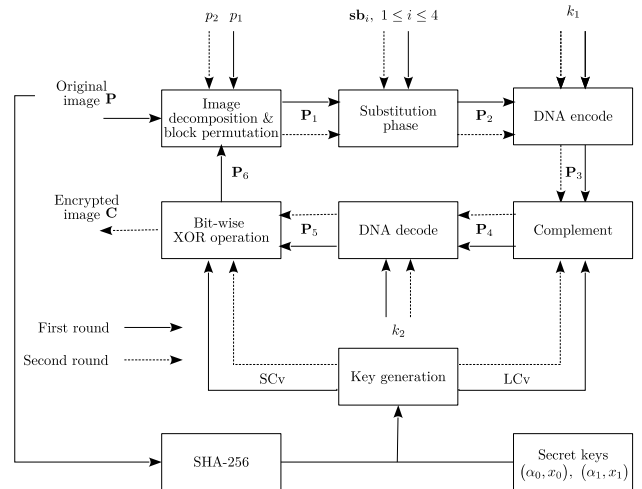 p₂ p₁
sbᵢ, 1 ≤ i ≤ 4
k₁
Original
image P
Image
decomposition &
block permutation
P₁
Substitution
phase
P₂
DNA encode
P₆
P₃
Encrypted
image C
Bit-wise
XOR operation
P₅
DNA decode
P₄
Complement
First round
k₂
Second round
SCv
Key generation
LCv
SHA-256
Secret keys
(α₀, x₀), (α₁, x₁)